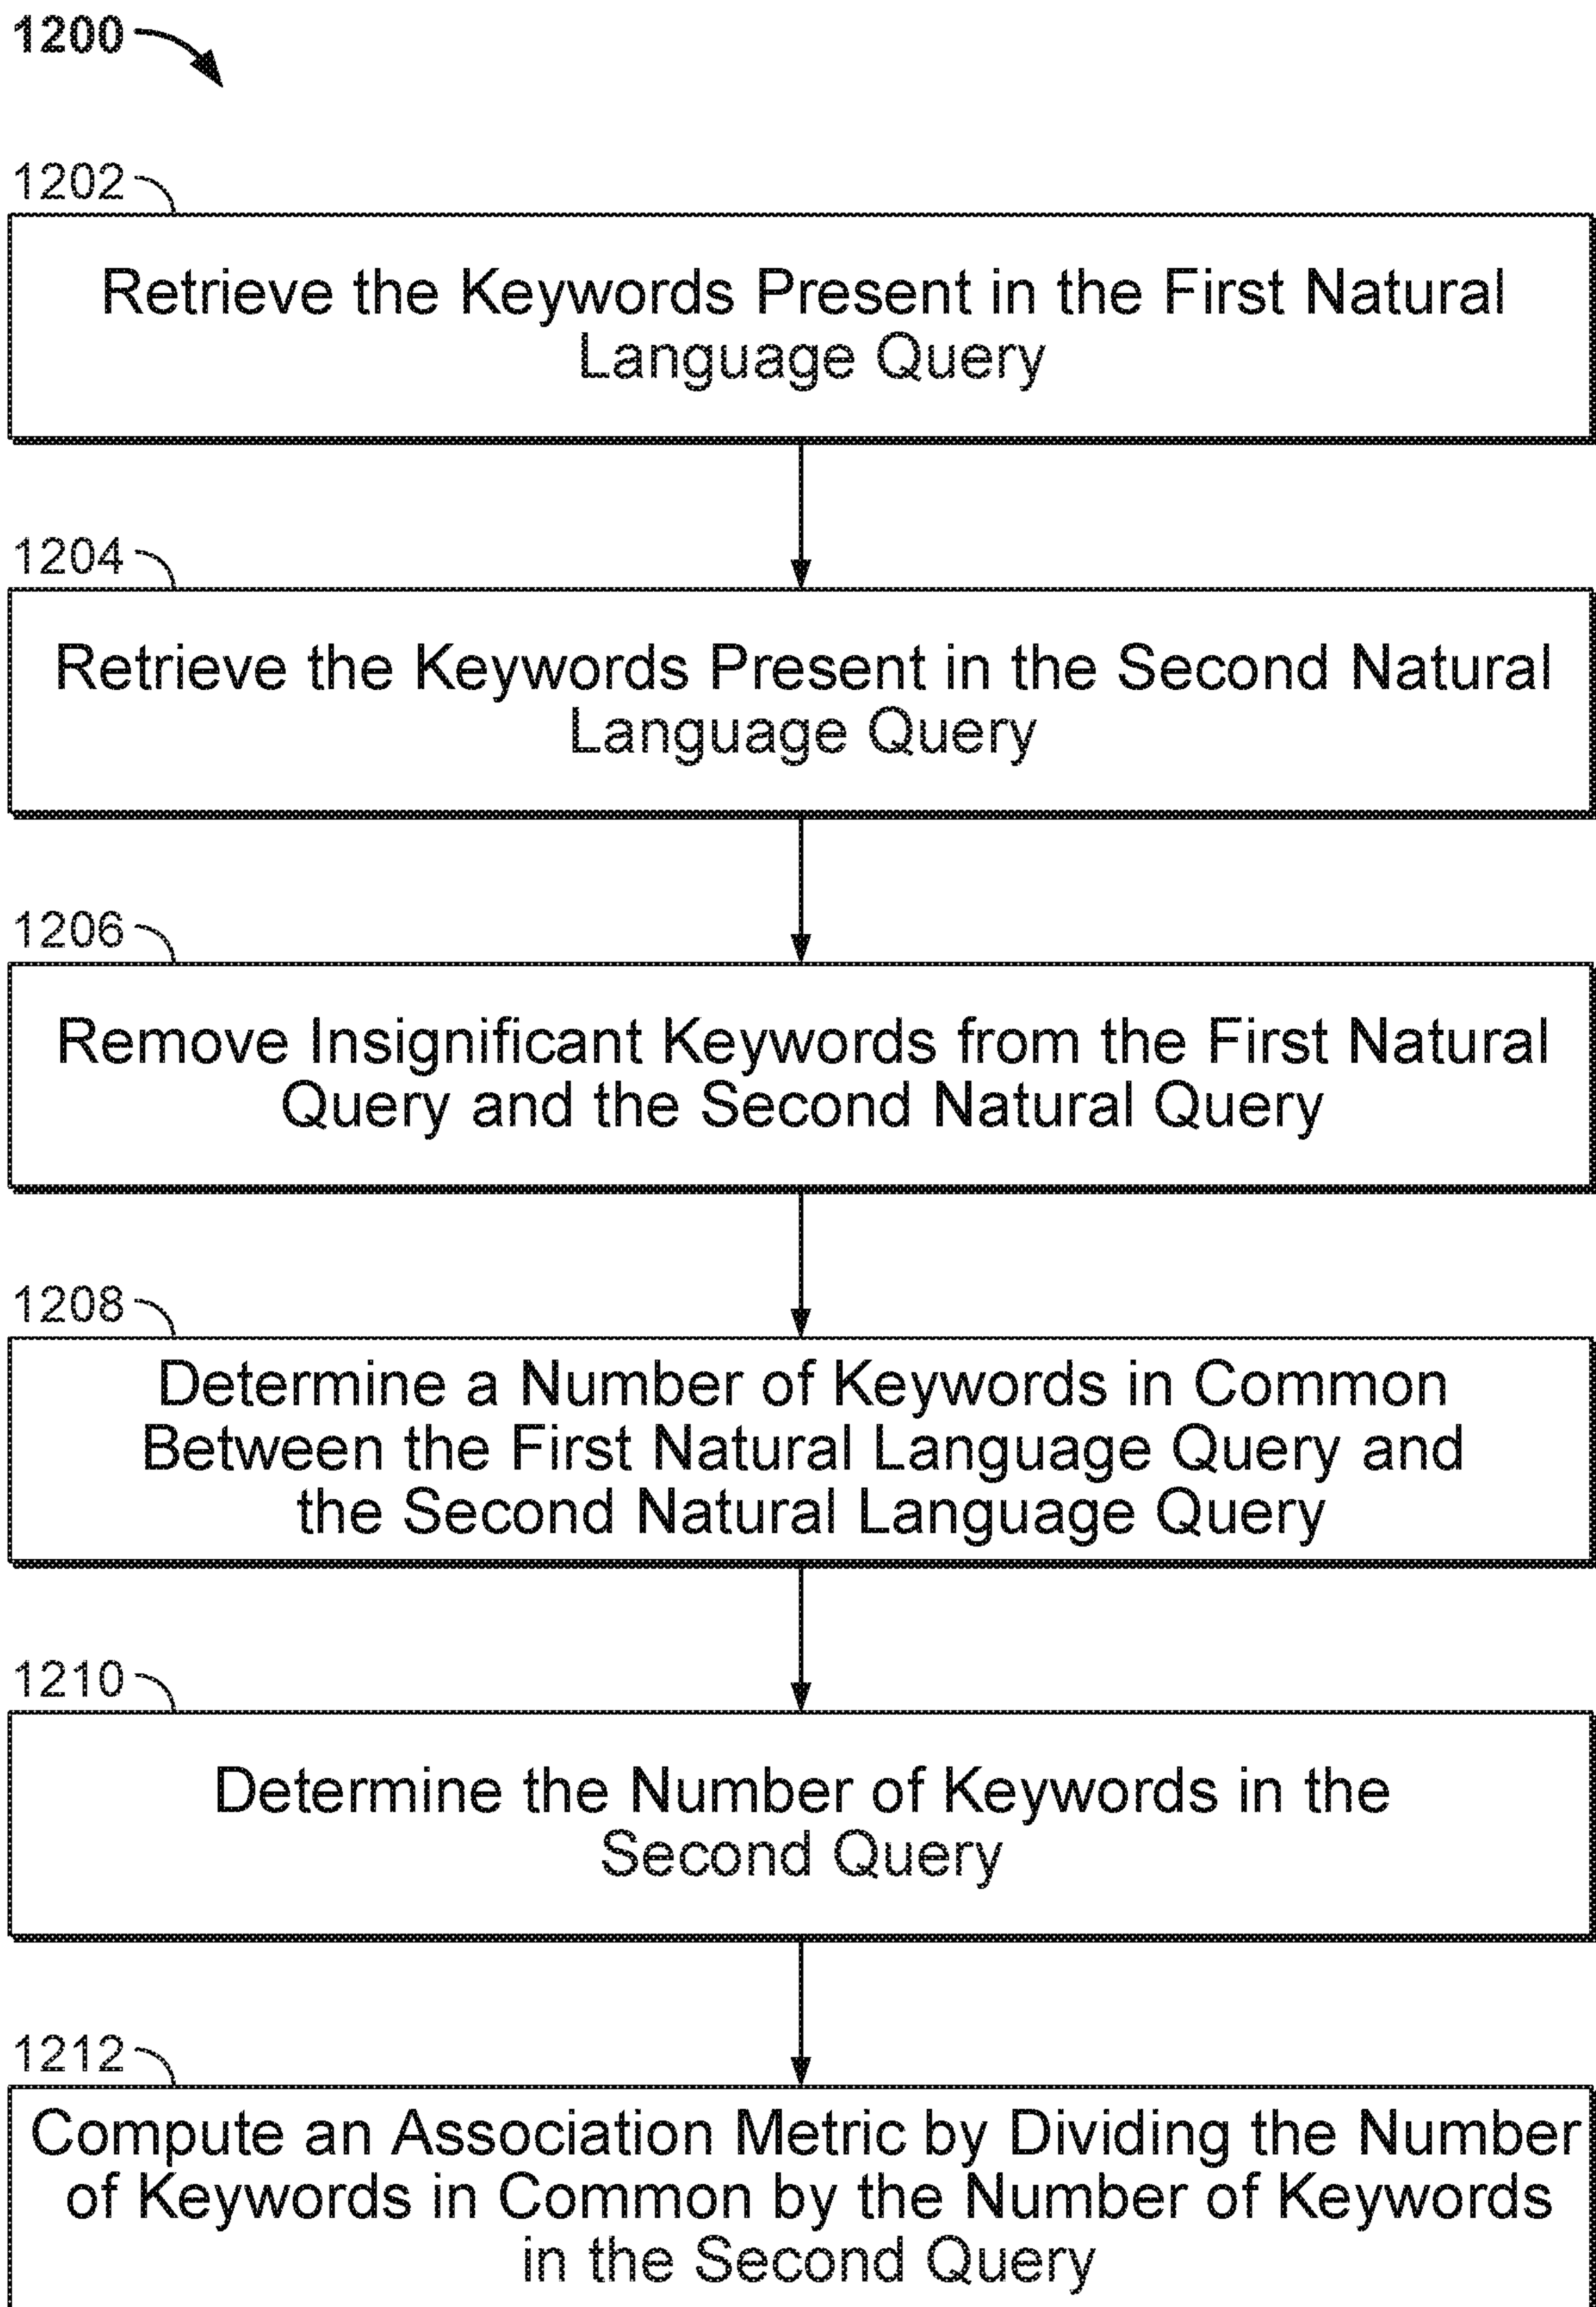 1200
1202
Retrieve the Keywords Present in the First Natural
Language Query
1204
Retrieve the Keywords Present in the Second Natural
Language Query
1206
Remove Insignificant Keywords from the First Natural
Query and the Second Natural Query
1208
Determine a Number of Keywords in Common
Between the First Natural Language Query and
the Second Natural Language Query
1210
Determine the Number of Keywords in the
Second Query
1212
Compute an Association Metric by Dividing the Number
of Keywords in Common by the Number of Keywords
in the Second Query